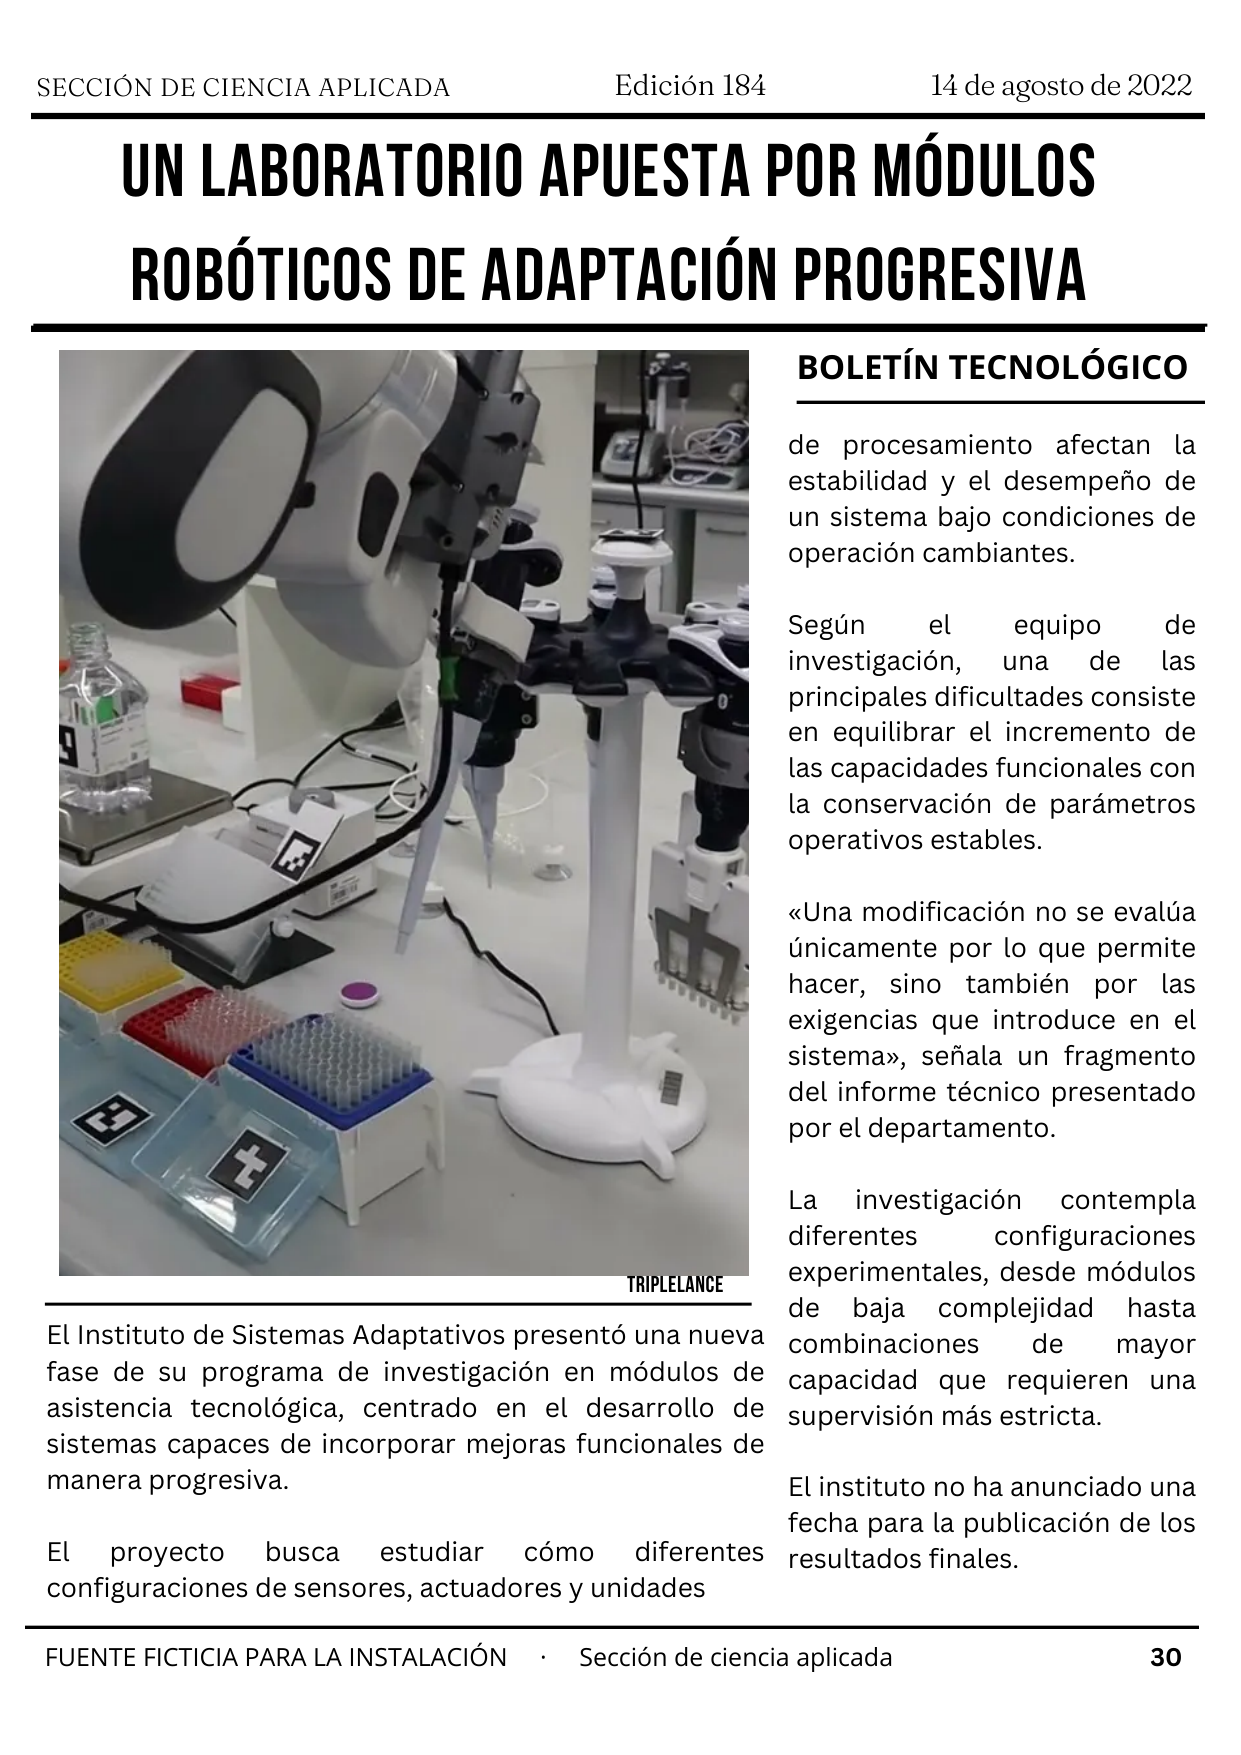 SECCIÓN DE CIENCIA APLICADA
Edición 184
14 de agosto de 2022
UN LABORATORIO APUESTA POR MÓDULOS
ROBÓTICOS DE ADAPTACIÓN PROGRESIVA
TRIPLELANCE
El Instituto de Sistemas Adaptativos presentó una nueva
fase de su programa de investigación en módulos de
asistencia tecnológica, centrado en el desarrollo de
sistemas capaces de incorporar mejoras funcionales de
manera progresiva.
El proyecto busca estudiar cómo diferentes
configuraciones de sensores, actuadores y unidades
BOLETÍN TECNOLÓGICO
de procesamiento afectan la
estabilidad y el desempeño de
un sistema bajo condiciones de
operación cambiantes.
Según el equipo de
investigación, una de las
principales dificultades consiste
en equilibrar el incremento de
las capacidades funcionales con
la conservación de parámetros
operativos estables.
«Una modificación no se evalúa
únicamente por lo que permite
hacer, sino también por las
exigencias que introduce en el
sistema», señala un fragmento
del informe técnico presentado
por el departamento.
La investigación contempla
diferentes configuraciones
experimentales, desde módulos
de baja complejidad hasta
combinaciones de mayor
capacidad que requieren una
supervisión más estricta.
El instituto no ha anunciado una
fecha para la publicación de los
resultados finales.
FUENTE FICTICIA PARA LA INSTALACIÓN · Sección de ciencia aplicada
30